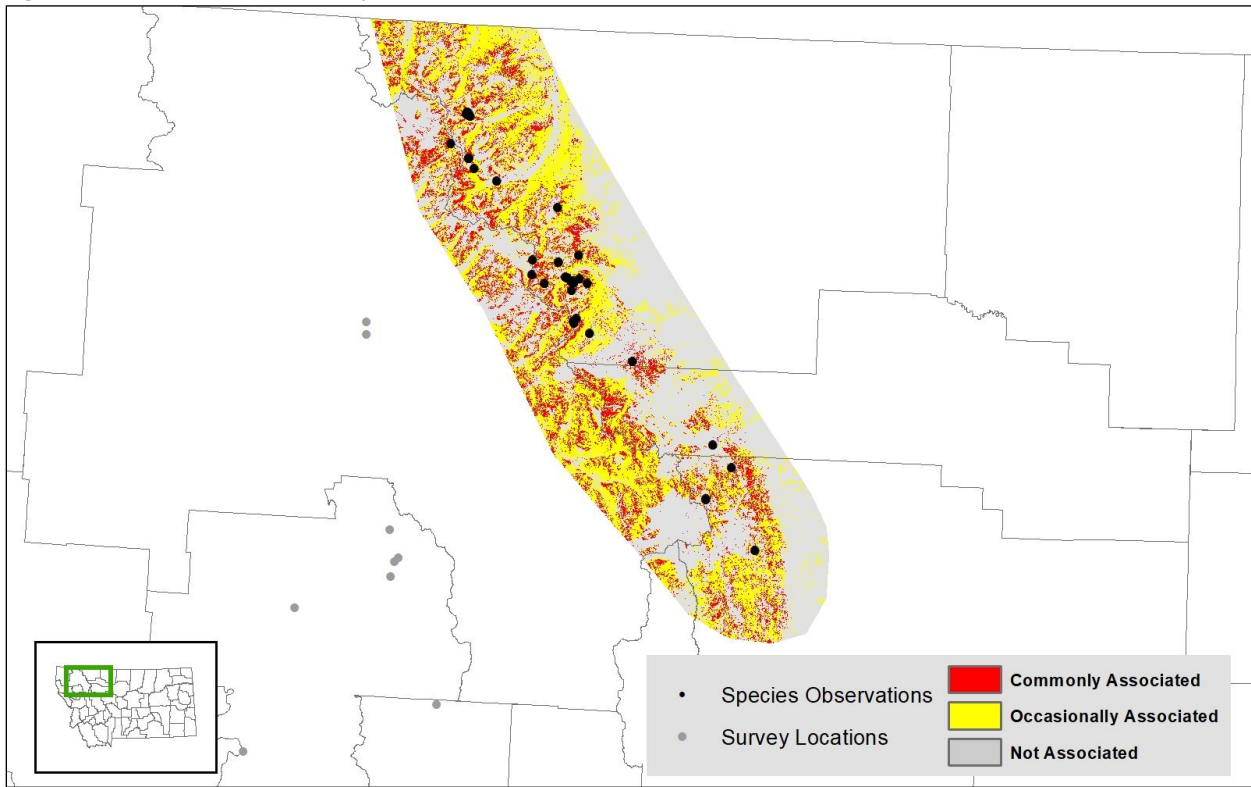 Species Observations
Survey Locations
Commonly Associated
Occasionally Associated
Not Associated